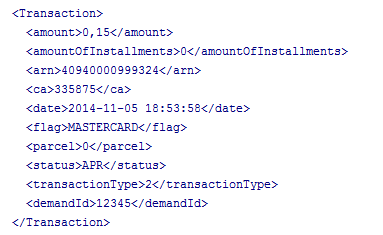 <Transaction>
<amount>0,15</amount>
<amountOfInstallments>0</amountOfInstallments>
<arn>40940000999324</arn>
<ca>335875</ca>
<date>2014-11-05 18:53:58</date>
<flag>MASTERCARD</flag>
<parcel>0</parcel>
<status>APR</status>
<transactionType>2</transactionType>
<demandId>12345</demandId>
</Transaction>